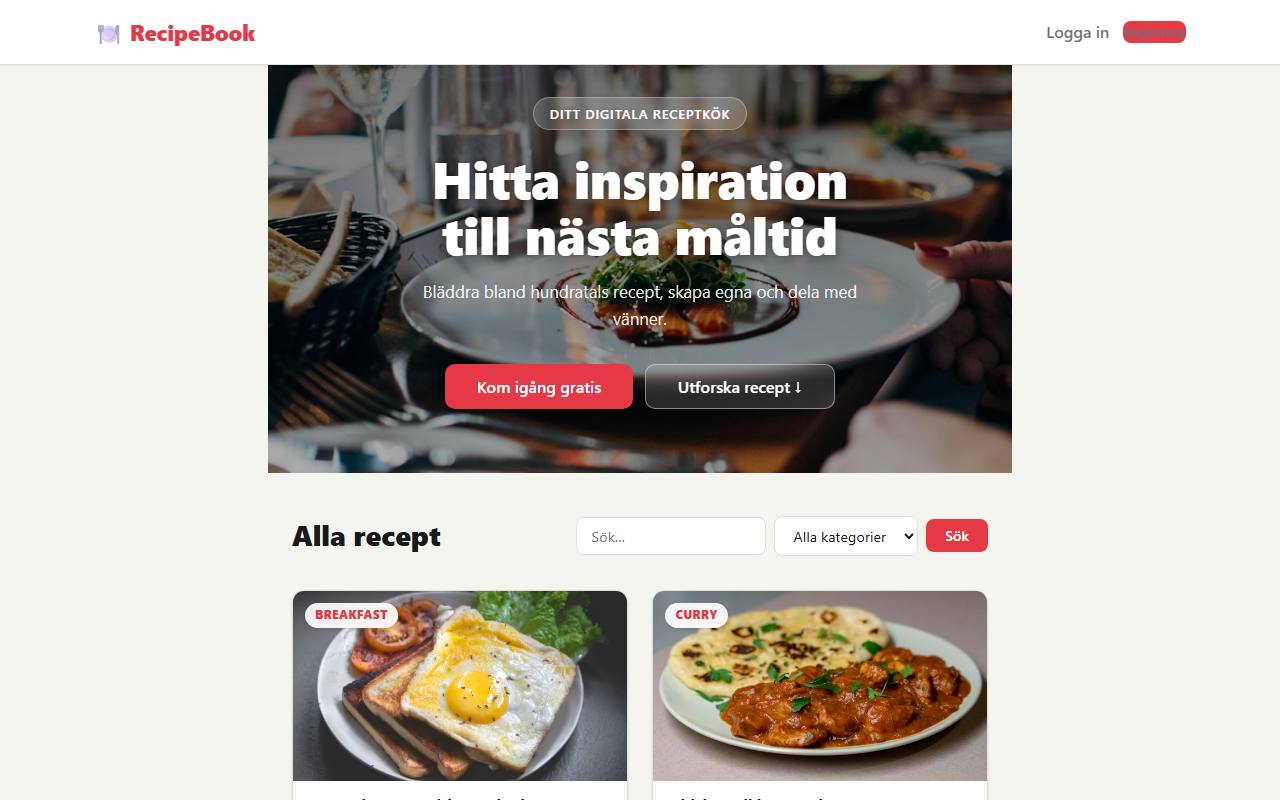 RecipeBook
Logga in
Registrera
DITT DIGITALA RECEPTKÖK
Hitta inspiration
till nästa måltid
Bläddra bland hundratals recept, skapa egna och dela med
vänner.
Kom igång gratis
Utforska recept ↓
Alla recept
Sök...
Alla kategorier
Sök
BREAKFAST
CURRY